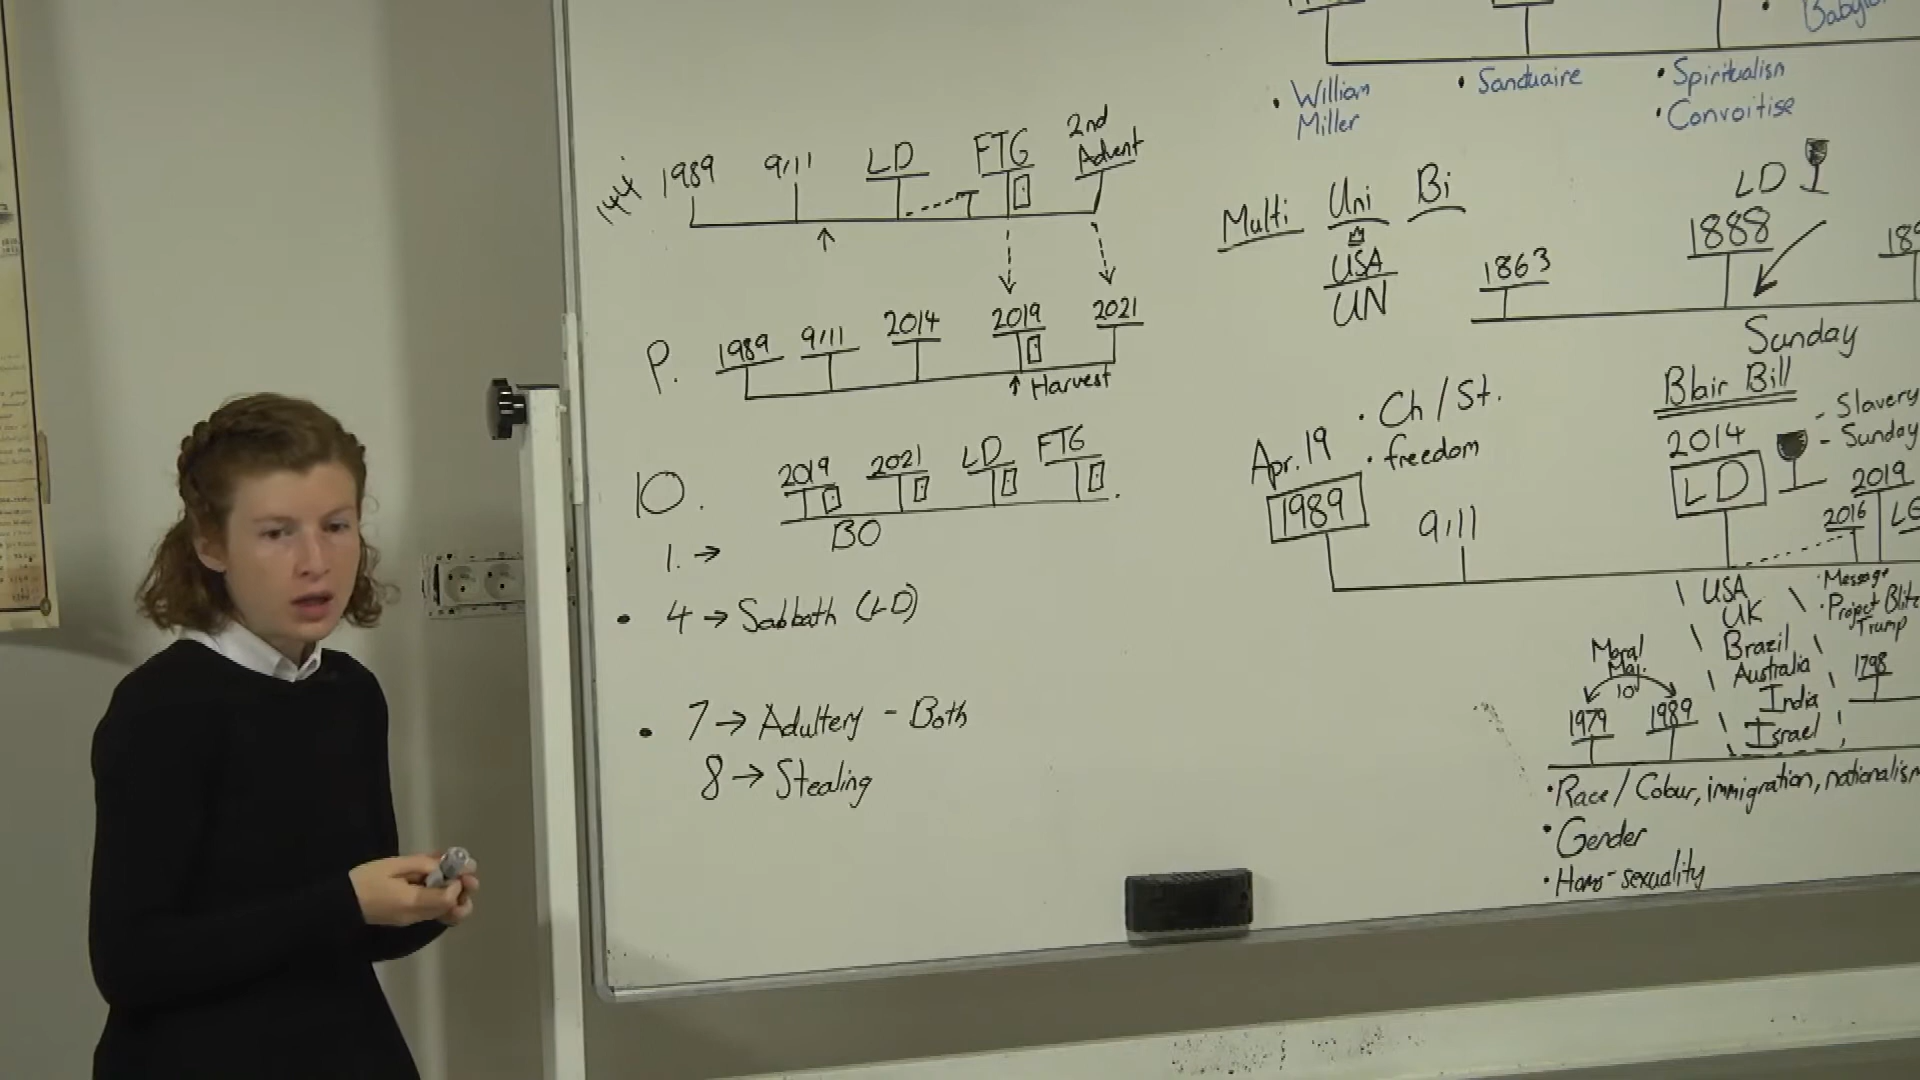 144
1989
9/11
LD
FTG
2nd
Advent
P.
1989
9/11
2014
2019
2021
Harvest
10.
2019
2021
LD
FTG
BO
1. →
• 4 → Sabbath (LD)
• 7 → Adultery - Both
8 → Stealing
• William
Miller
• Sanctuaire
• Spiritualism
• Convoitise
Multi
Uni
Bi
USA
UN
1863
LD
1888
Sunday
Apr. 19
• Ch / St.
• freedom
1989
9/11
Blair Bill
2014
LD
- Slavery
- Sunday
2019
2016
USA
UK
Brazil
Australia
India
Israel
• Message
• Project Blitz
Trump
1798
Moral
Maj.
10
1979
1989
• Race / Colour, immigration, nationalism
• Gender
• Homo-sexuality